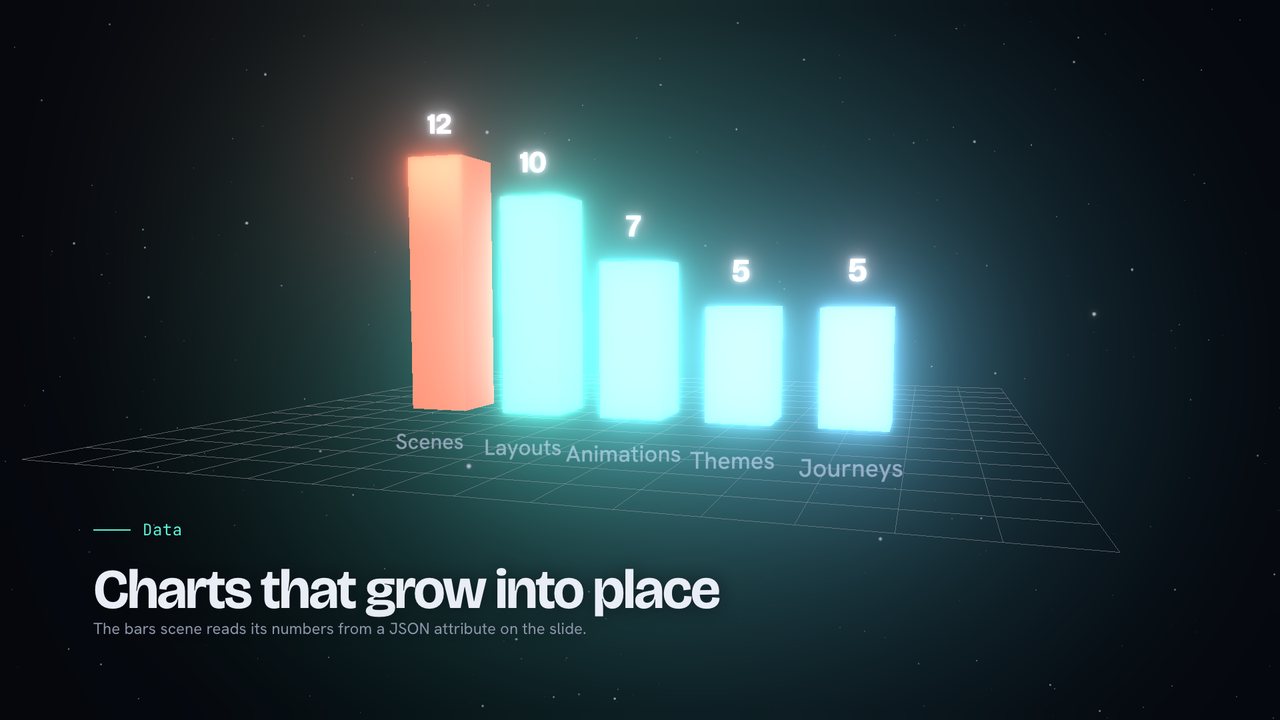 12
10
7
5
5
Scenes
Layouts
Animations
Themes
Journeys
Data
Charts that grow into place
The bars scene reads its numbers from a JSON attribute on the slide.